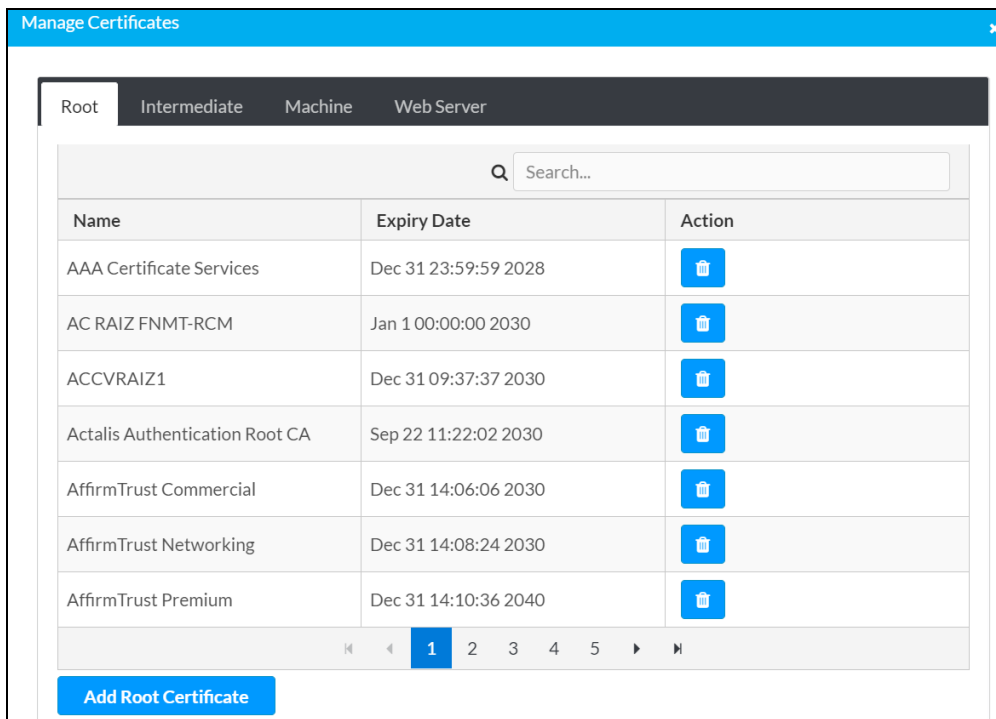 Manage Certificates
Root Intermediate Machine Web Server
Search...
Name Expiry Date Action
AAA Certificate Services Dec 31 23:59:59 2028
AC RAIZ FNMT-RCM Jan 1 00:00:00 2030
ACCVRAIZ1 Dec 31 09:37:37 2030
Actalis Authentication Root CA Sep 22 11:22:02 2030
AffirmTrust Commercial Dec 31 14:06:06 2030
AffirmTrust Networking Dec 31 14:08:24 2030
AffirmTrust Premium Dec 31 14:10:36 2040
1 2 3 4 5
Add Root Certificate